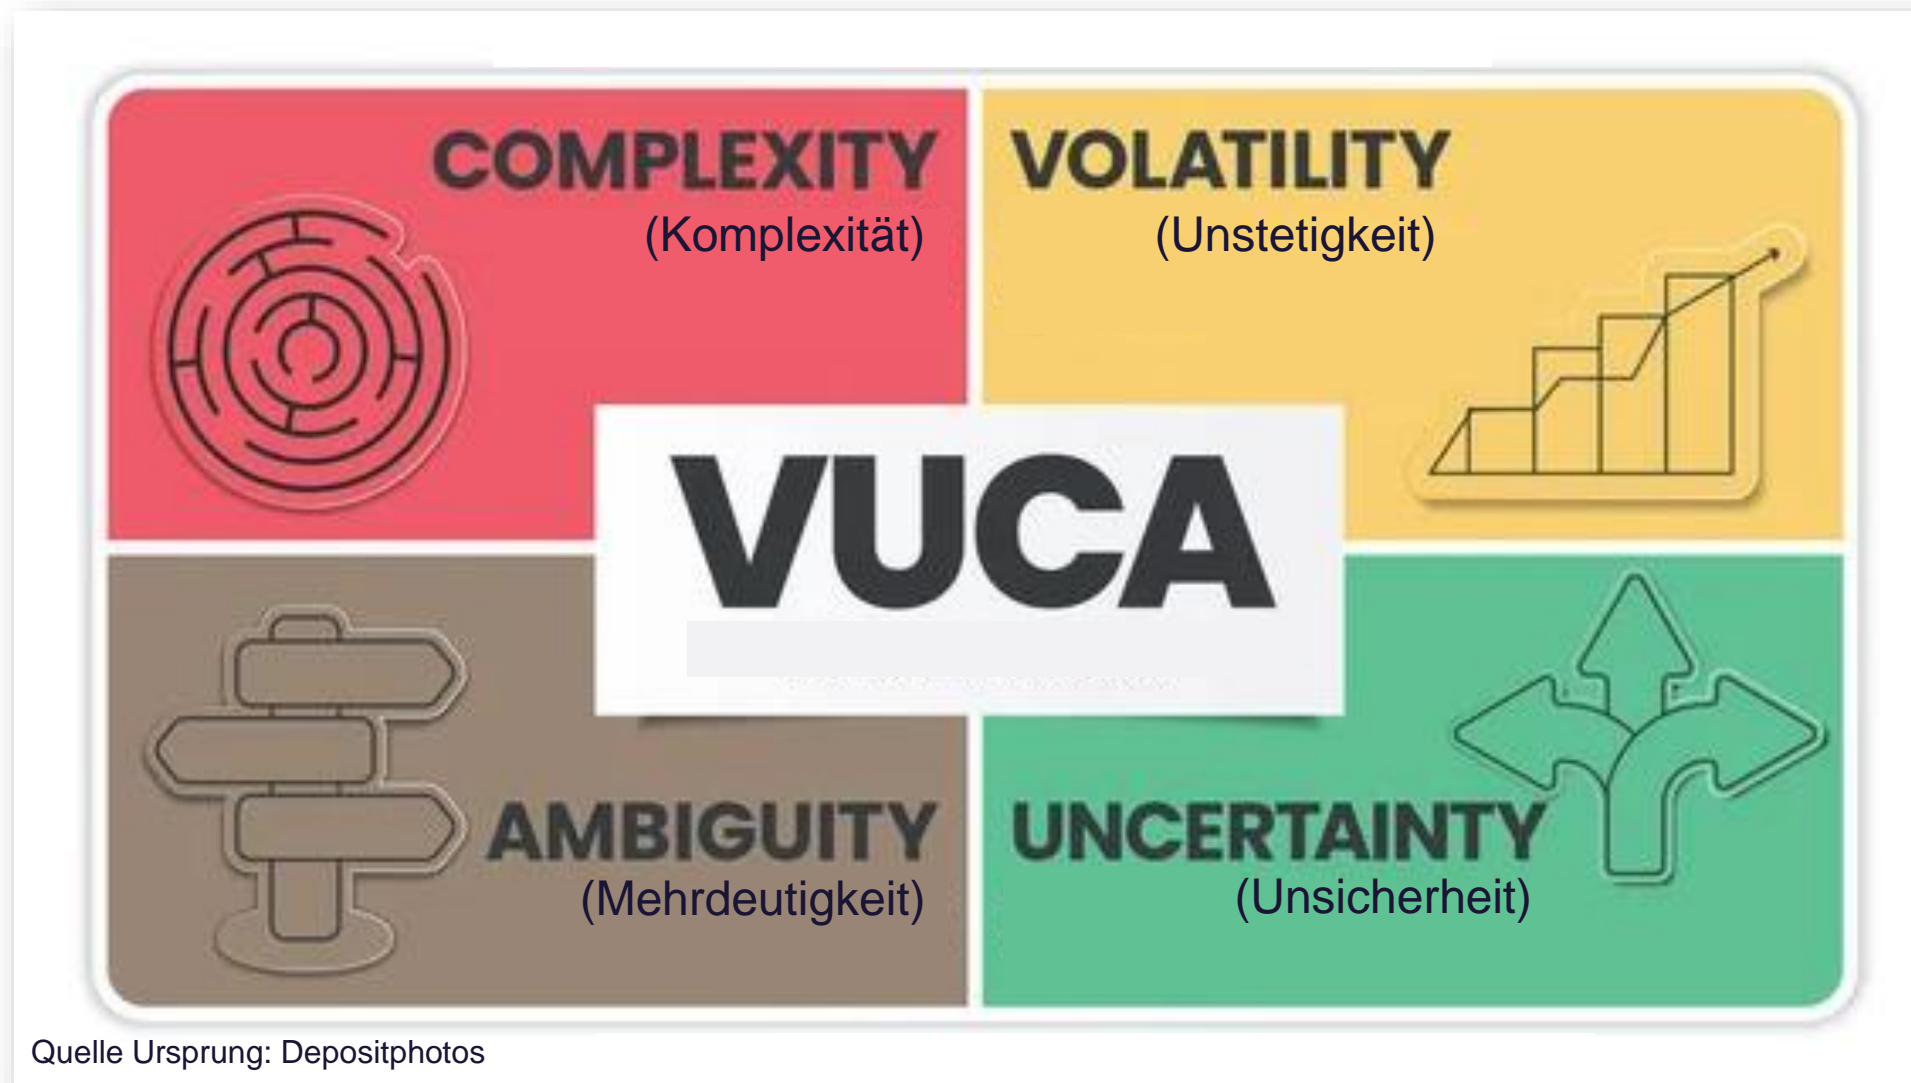 COMPLEXITY
(Komplexität)
VOLATILITY
(Unstetigkeit)
VUCA
AMBIGUITY
(Mehrdeutigkeit)
UNCERTAINTY
(Unsicherheit)
Quelle Ursprung: Depositphotos